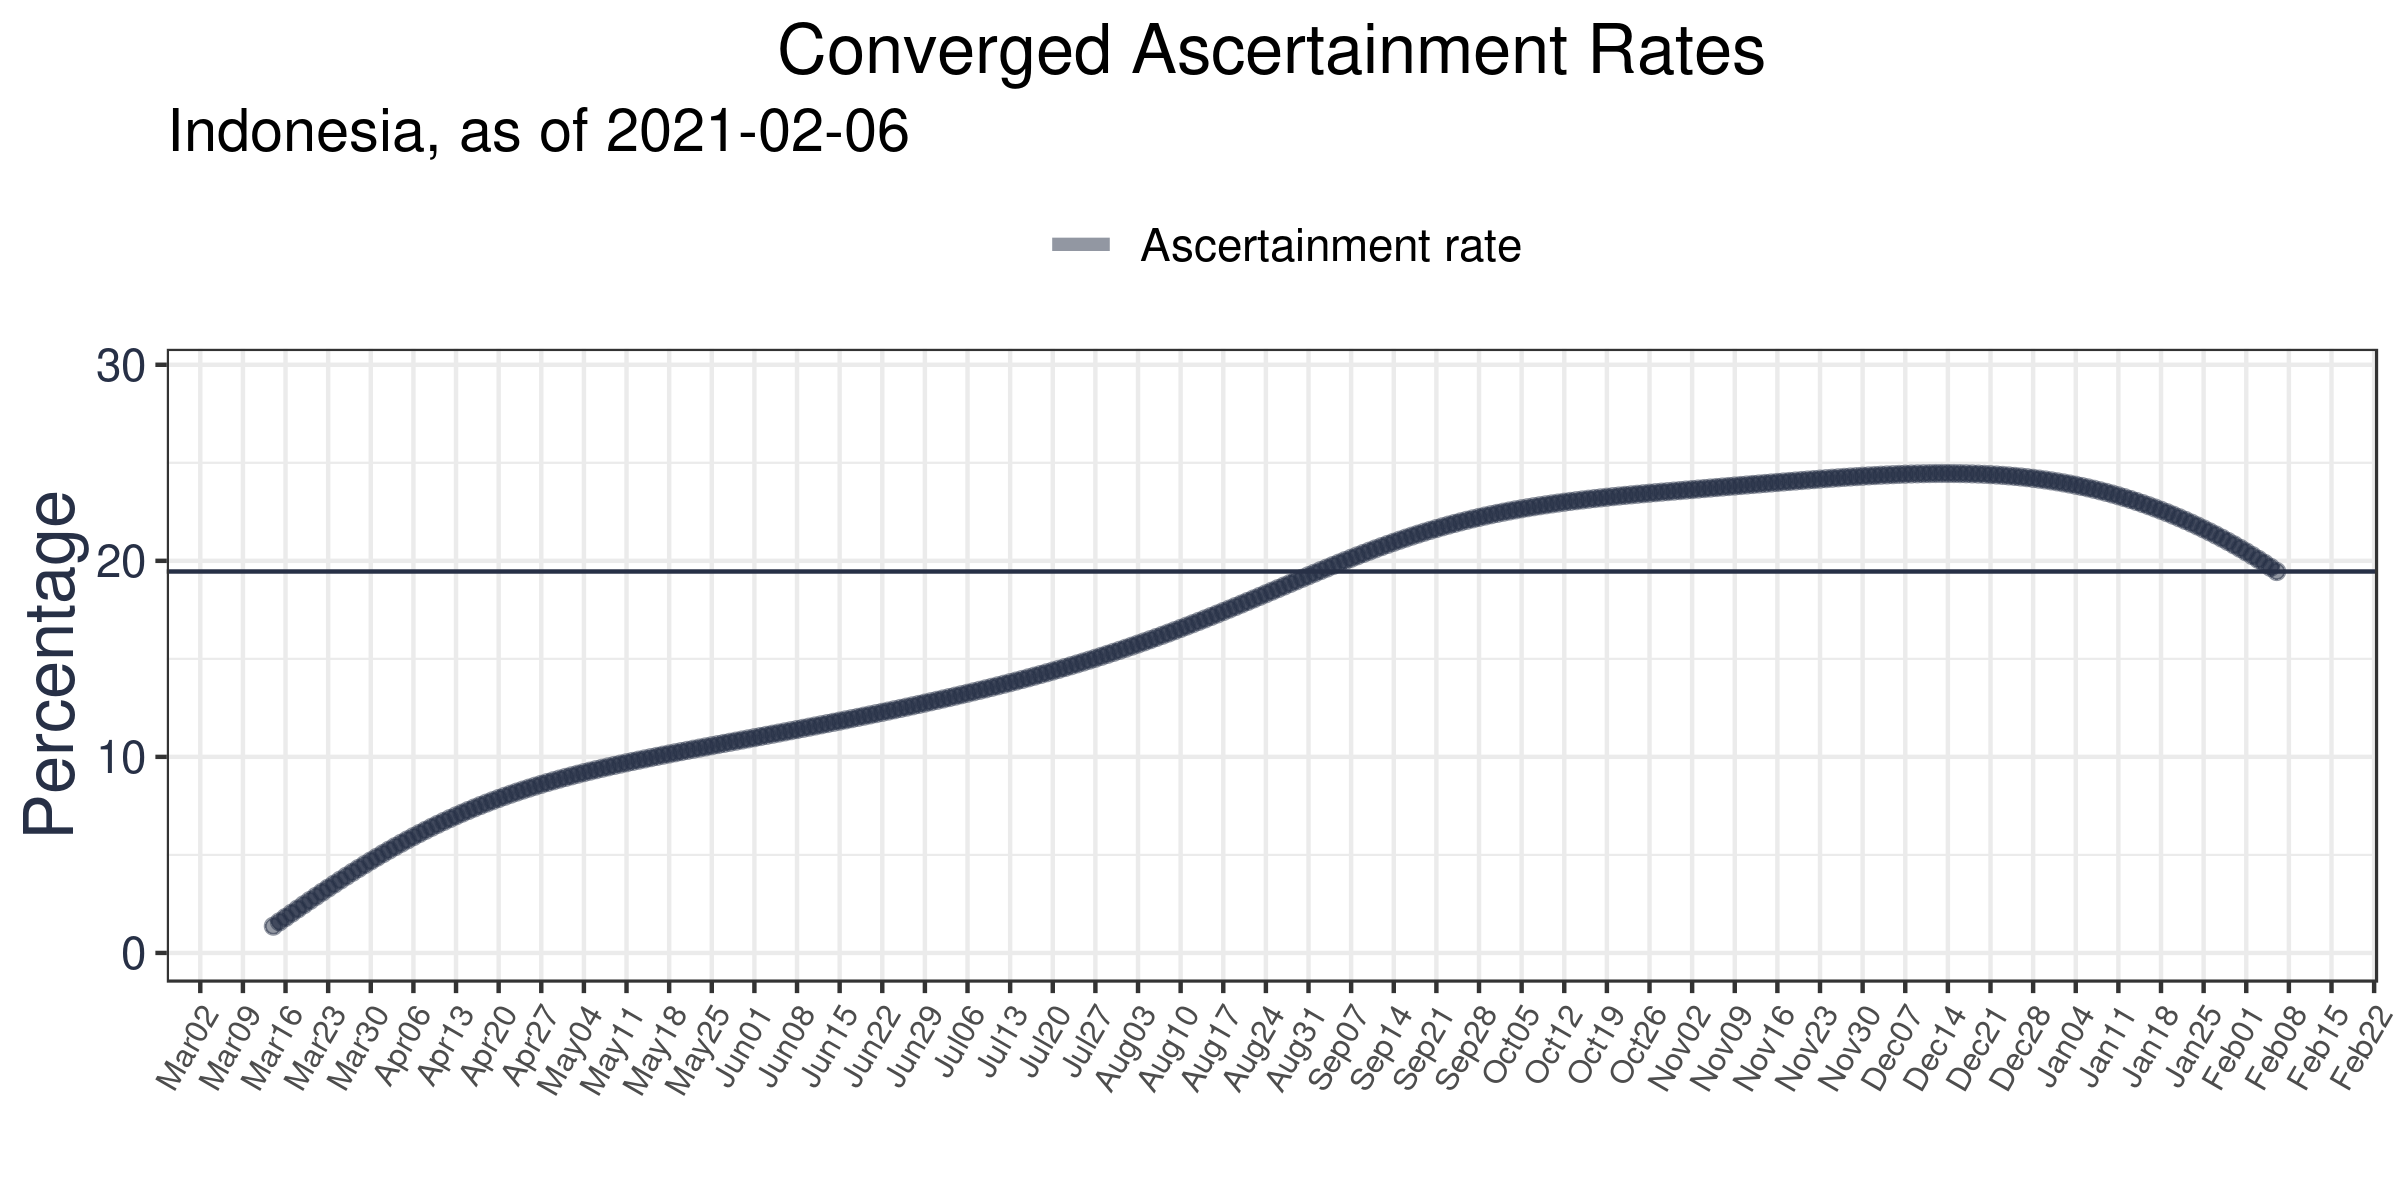 Converged Ascertainment Rates
Indonesia, as of 2021-02-06
Ascertainment rate
Percentage
30
20
10
0
Mar02 Mar09 Mar16 Mar23 Mar30 Apr06 Apr13 Apr20 Apr27 May04 May11 May18 May25 Jun01 Jun08 Jun15 Jun22 Jun29 Jul06 Jul13 Jul20 Jul27 Aug03 Aug10 Aug17 Aug24 Aug31 Sep07 Sep14 Sep21 Sep28 Oct05 Oct12 Oct19 Oct26 Nov02 Nov09 Nov16 Nov23 Nov30 Dec07 Dec14 Dec21 Dec28 Jan04 Jan11 Jan18 Jan25 Feb01 Feb08 Feb15 Feb22